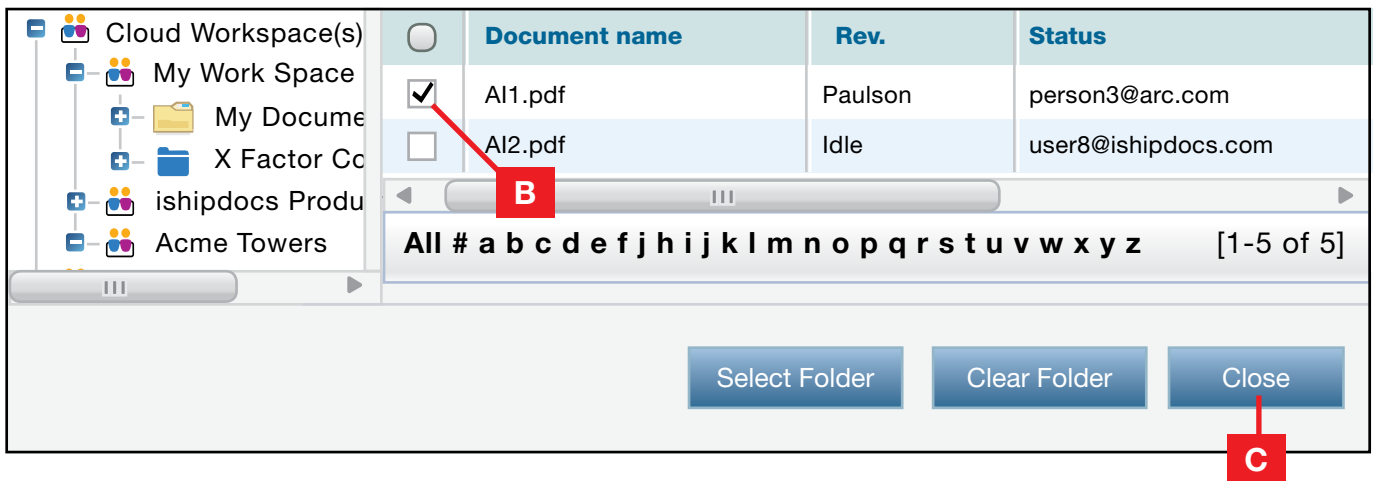 Cloud Workspace(s)
My Work Space
My Docume
X Factor Co
ishipdocs Produ
Acme Towers
Document name Rev. Status
AI1.pdf Paulson person3@arc.com
AI2.pdf Idle user8@ishipdocs.com
B
All # a b c d e f j h i j k l m n o p q r s t u v w x y z [1-5 of 5]
Select Folder Clear Folder Close
C